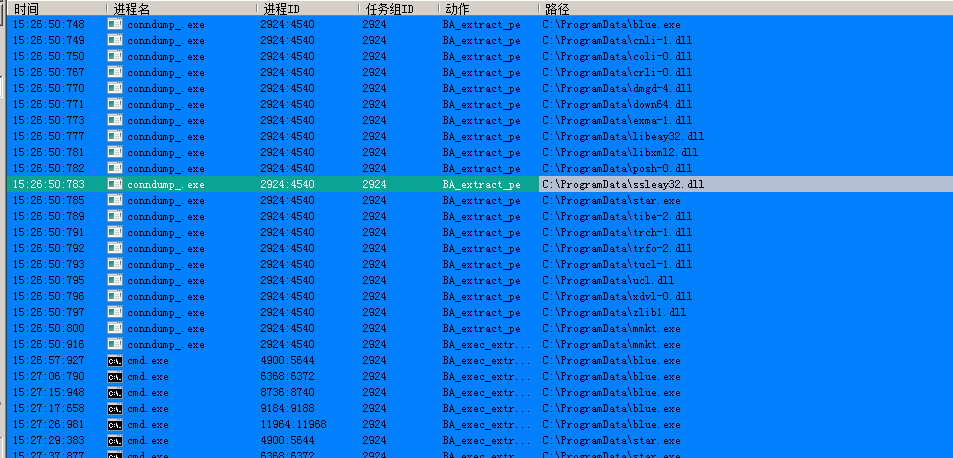 时间 进程名 进程ID 任务组ID 动作 路径
15:26:50:748 conndump_.exe 2924:4540 2924 BA_extract_pe C:\ProgramData\blue.exe
15:26:50:749 conndump_.exe 2924:4540 2924 BA_extract_pe C:\ProgramData\cnli-1.dll
15:26:50:750 conndump_.exe 2924:4540 2924 BA_extract_pe C:\ProgramData\coli-0.dll
15:26:50:767 conndump_.exe 2924:4540 2924 BA_extract_pe C:\ProgramData\crli-0.dll
15:26:50:770 conndump_.exe 2924:4540 2924 BA_extract_pe C:\ProgramData\dmgd-4.dll
15:26:50:771 conndump_.exe 2924:4540 2924 BA_extract_pe C:\ProgramData\down64.dll
15:26:50:773 conndump_.exe 2924:4540 2924 BA_extract_pe C:\ProgramData\exma-1.dll
15:26:50:777 conndump_.exe 2924:4540 2924 BA_extract_pe C:\ProgramData\libeay32.dll
15:26:50:781 conndump_.exe 2924:4540 2924 BA_extract_pe C:\ProgramData\libxml2.dll
15:26:50:782 conndump_.exe 2924:4540 2924 BA_extract_pe C:\ProgramData\posh-0.dll
15:26:50:783 conndump_.exe 2924:4540 2924 BA_extract_pe C:\ProgramData\ssleay32.dll
15:26:50:785 conndump_.exe 2924:4540 2924 BA_extract_pe C:\ProgramData\star.exe
15:26:50:789 conndump_.exe 2924:4540 2924 BA_extract_pe C:\ProgramData\tibe-2.dll
15:26:50:791 conndump_.exe 2924:4540 2924 BA_extract_pe C:\ProgramData\trch-1.dll
15:26:50:792 conndump_.exe 2924:4540 2924 BA_extract_pe C:\ProgramData\trfo-2.dll
15:26:50:793 conndump_.exe 2924:4540 2924 BA_extract_pe C:\ProgramData\tucl-1.dll
15:26:50:795 conndump_.exe 2924:4540 2924 BA_extract_pe C:\ProgramData\ucl.dll
15:26:50:796 conndump_.exe 2924:4540 2924 BA_extract_pe C:\ProgramData\xdvl-0.dll
15:26:50:797 conndump_.exe 2924:4540 2924 BA_extract_pe C:\ProgramData\zlib1.dll
15:26:50:800 conndump_.exe 2924:4540 2924 BA_extract_pe C:\ProgramData\mmkt.exe
15:26:50:916 conndump_.exe 2924:4540 2924 BA_exec_extr... C:\ProgramData\mmkt.exe
15:26:57:927 cmd.exe 4900:5644 2924 BA_exec_extr... C:\ProgramData\blue.exe
15:27:06:790 cmd.exe 6368:6372 2924 BA_exec_extr... C:\ProgramData\blue.exe
15:27:15:948 cmd.exe 8736:8740 2924 BA_exec_extr... C:\ProgramData\blue.exe
15:27:17:658 cmd.exe 9184:9188 2924 BA_exec_extr... C:\ProgramData\blue.exe
15:27:26:981 cmd.exe 11964:11968 2924 BA_exec_extr... C:\ProgramData\blue.exe
15:27:29:383 cmd.exe 4900:5644 2924 BA_exec_extr... C:\ProgramData\star.exe
15:27:37:877 cmd.exe 6368:6372 2924 BA_exec_extr... C:\ProgramData\star.exe